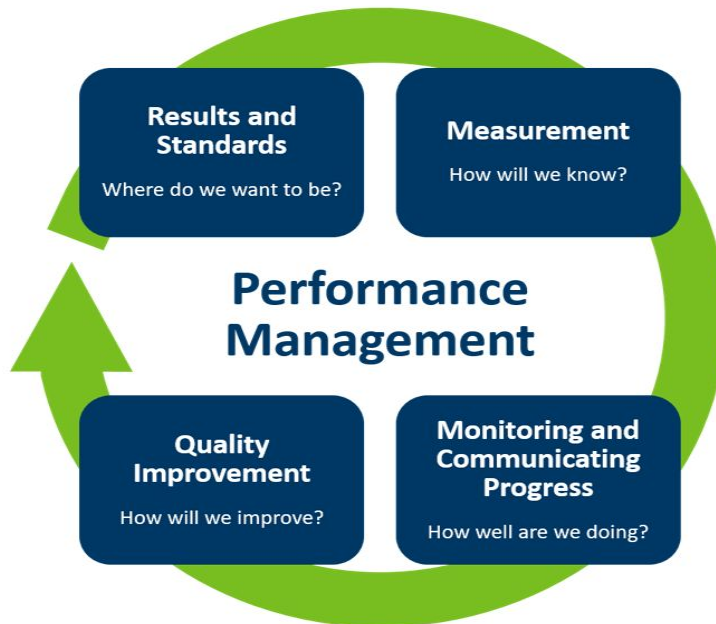 Results and
Standards
Where do we want to be?
Measurement
How will we know?
Performance
Management
Quality
Improvement
How will we improve?
Monitoring and
Communicating
Progress
How well are we doing?